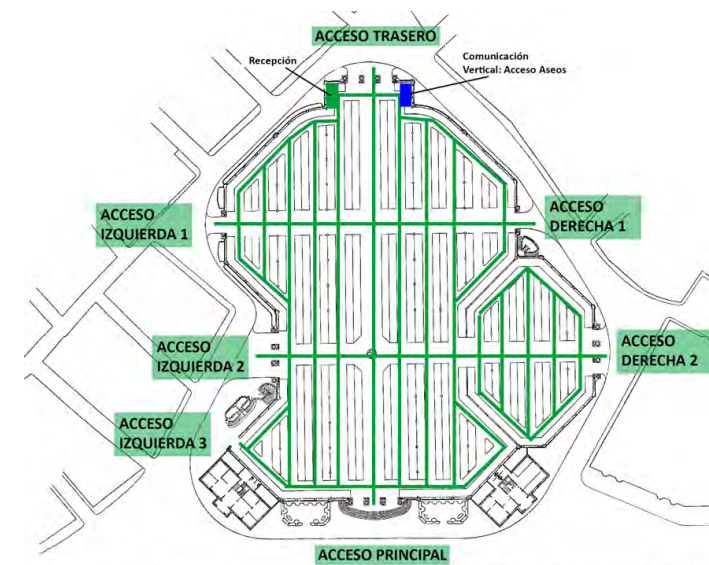 ACCESO TRASERO
Recepción
Comunicación
Vertical: Acceso Aseos
ACCESO
IZQUIERDA 1
ACCESO
DERECHA 1
ACCESO
IZQUIERDA 2
ACCESO
DERECHA 2
ACCESO
IZQUIERDA 3
ACCESO PRINCIPAL